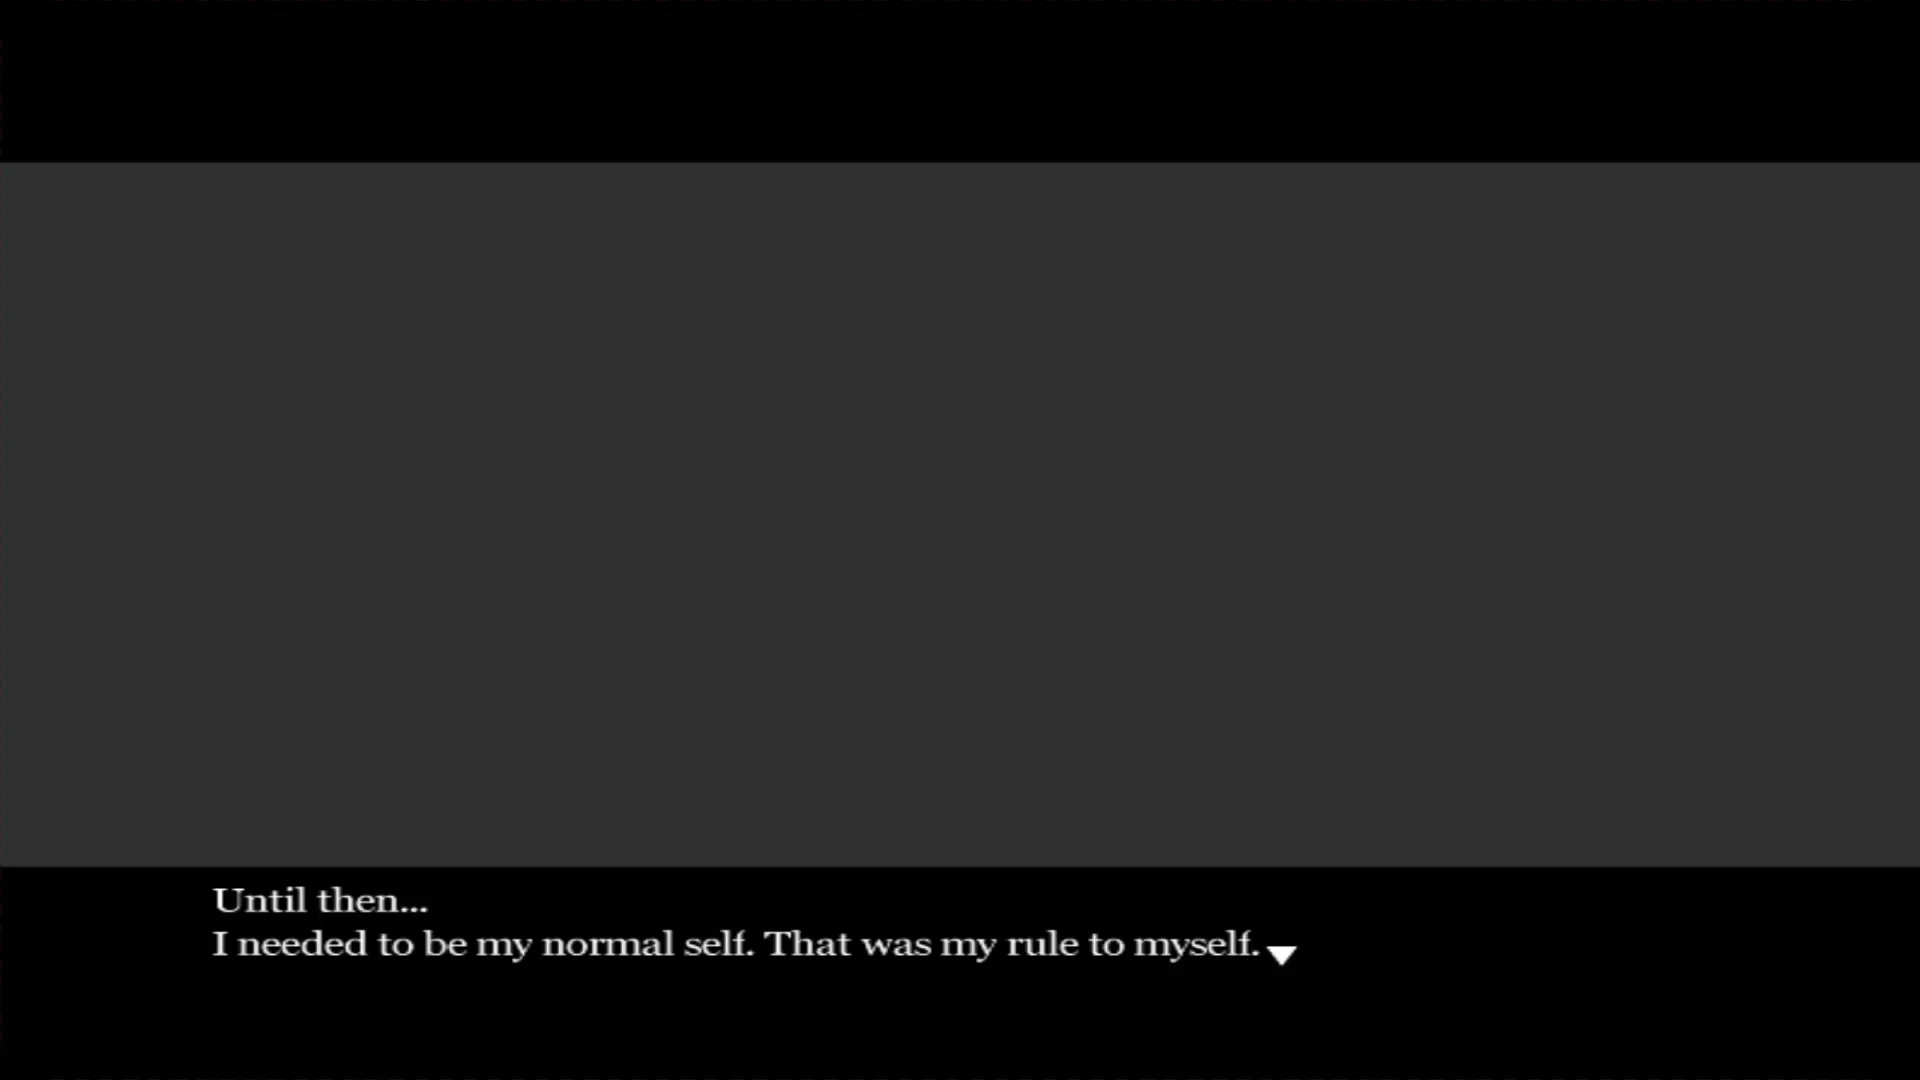 Until then...
I needed to be my normal self. That was my rule to myself.